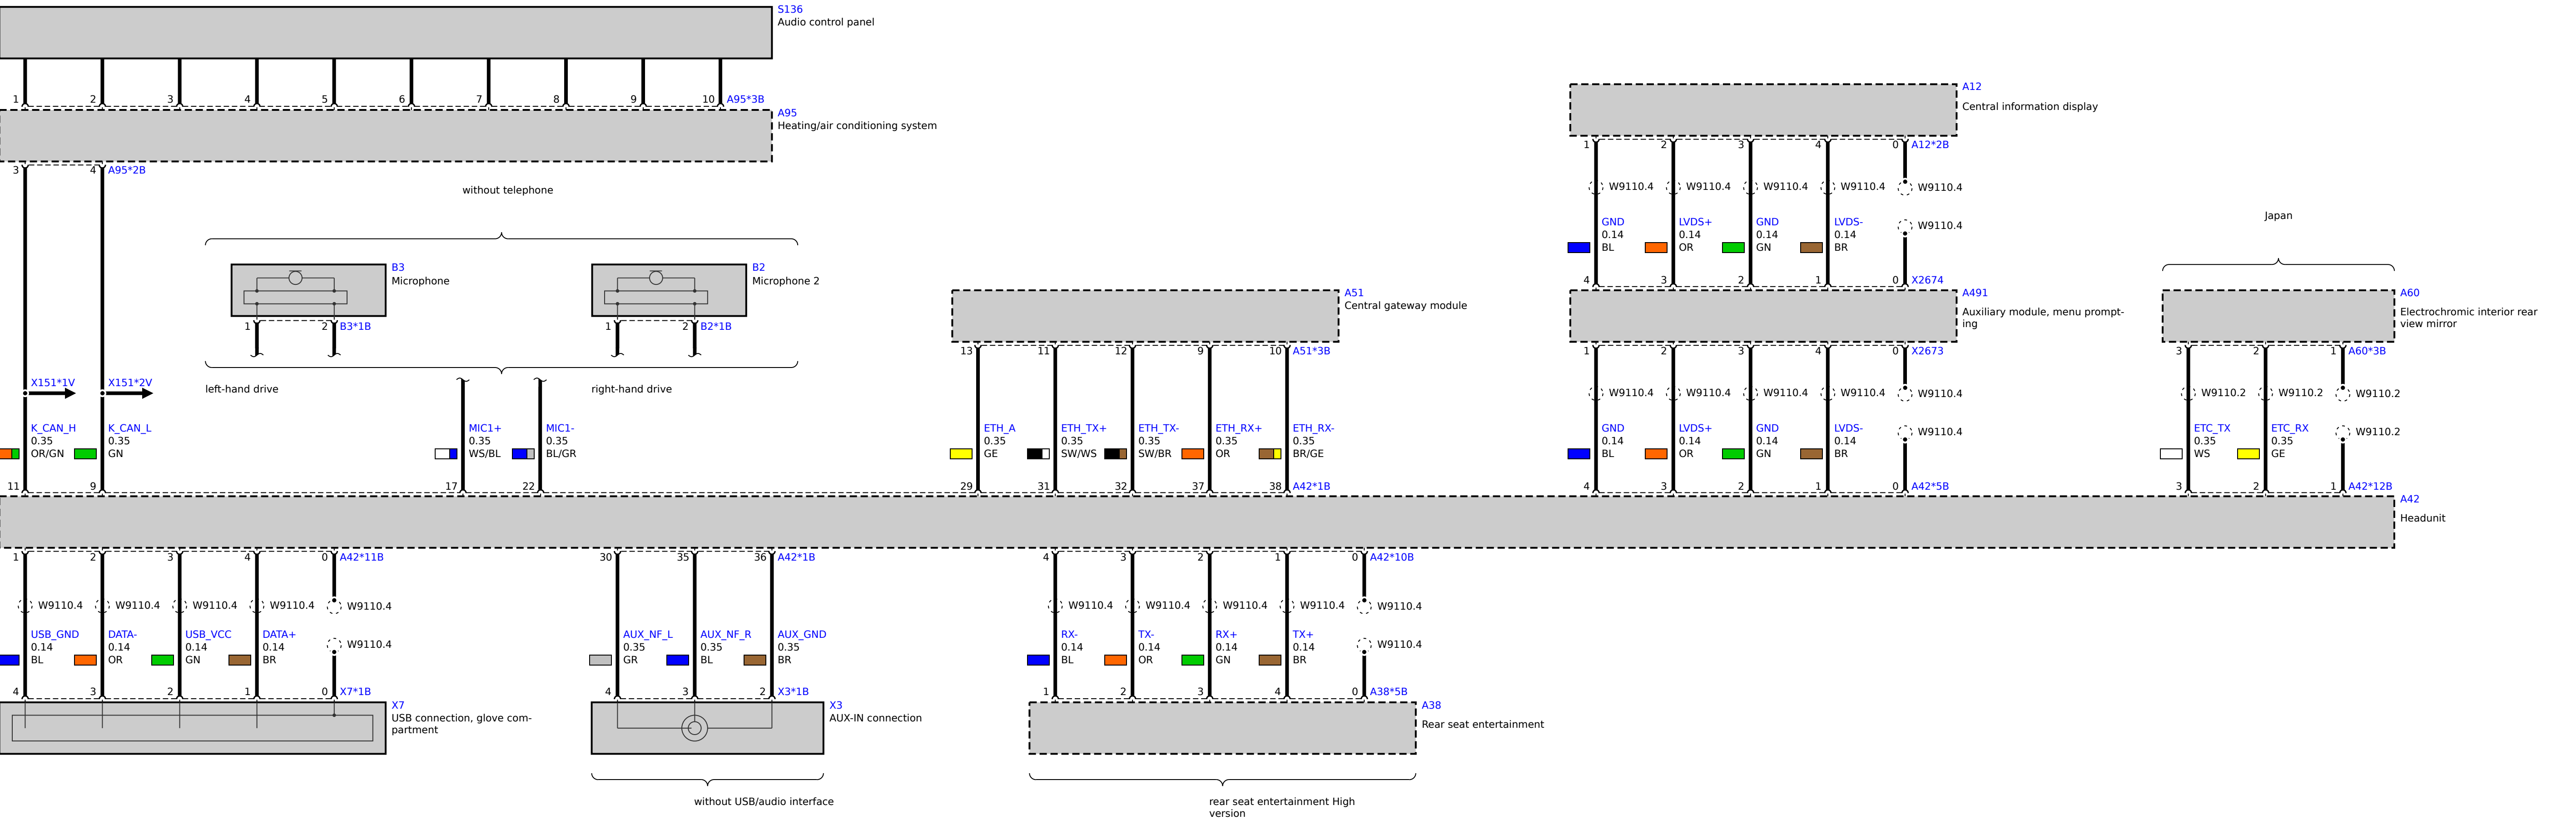 S136
Audio control panel
1 2 3 4 5 6 7 8 9 10 A95*3B
A12
Central information display
A95
Heating/air conditioning system
1 2 3 4 0 A12*2B
3 4 A95*2B
without telephone
W9110.4 W9110.4 W9110.4 W9110.4 W9110.4
Japan
GND LVDS+ GND LVDS- W9110.4
0.14 0.14 0.14 0.14
BL OR GN BR
B3
Microphone
B2
Microphone 2
4 3 2 1 0 X2674
A51
Central gateway module
A491
Auxiliary module, menu prompt-
ing
A60
Electrochromic interior rear
view mirror
1 2 B3*1B 1 2 B2*1B
13 11 12 9 10 A51*3B 1 2 3 4 0 X2673 3 2 1 A60*3B
X151*1V X151*2V
left-hand drive right-hand drive
W9110.4 W9110.4 W9110.4 W9110.4 W9110.4 W9110.2 W9110.2 W9110.2
K_CAN_H K_CAN_L MIC1+ MIC1- ETH_A ETH_TX+ ETH_TX- ETH_RX+ ETH_RX- GND LVDS+ GND LVDS- W9110.4 ETC_TX ETC_RX W9110.2
0.35 0.35 0.35 0.35 0.35 0.35 0.35 0.35 0.35 0.14 0.14 0.14 0.14 0.35 0.35
OR/GN GN WS/BL BL/GR GE SW/WS SW/BR OR BR/GE BL OR GN BR WS GE
11 9 17 22 29 31 32 37 38 A42*1B 4 3 2 1 0 A42*5B 3 2 1 A42*12B
A42
Headunit
1 2 3 4 0 A42*11B 30 35 36 A42*1B 4 3 2 1 0 A42*10B
W9110.4 W9110.4 W9110.4 W9110.4 W9110.4 W9110.4 W9110.4 W9110.4 W9110.4 W9110.4
USB_GND DATA- USB_VCC DATA+ W9110.4 AUX_NF_L AUX_NF_R AUX_GND RX- TX- RX+ TX+ W9110.4
0.14 0.14 0.14 0.14 0.35 0.35 0.35 0.14 0.14 0.14 0.14
BL OR GN BR GR BL BR BL OR GN BR
4 3 2 1 0 X7*1B 4 3 2 X3*1B 1 2 3 4 0 A38*5B
X7
USB connection, glove com-
partment
X3
AUX-IN connection
A38
Rear seat entertainment
without USB/audio interface
rear seat entertainment High
version